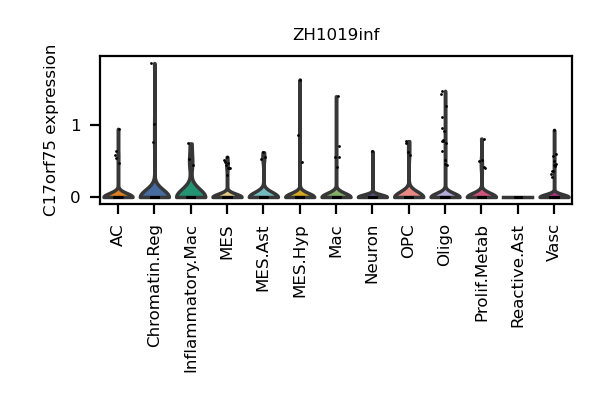 ZH1019inf
C17orf75 expression
1
0
AC
Chromatin.Reg
Inflammatory.Mac
MES
MES.Ast
MES.Hyp
Mac
Neuron
OPC
Oligo
Prolif.Metab
Reactive.Ast
Vasc